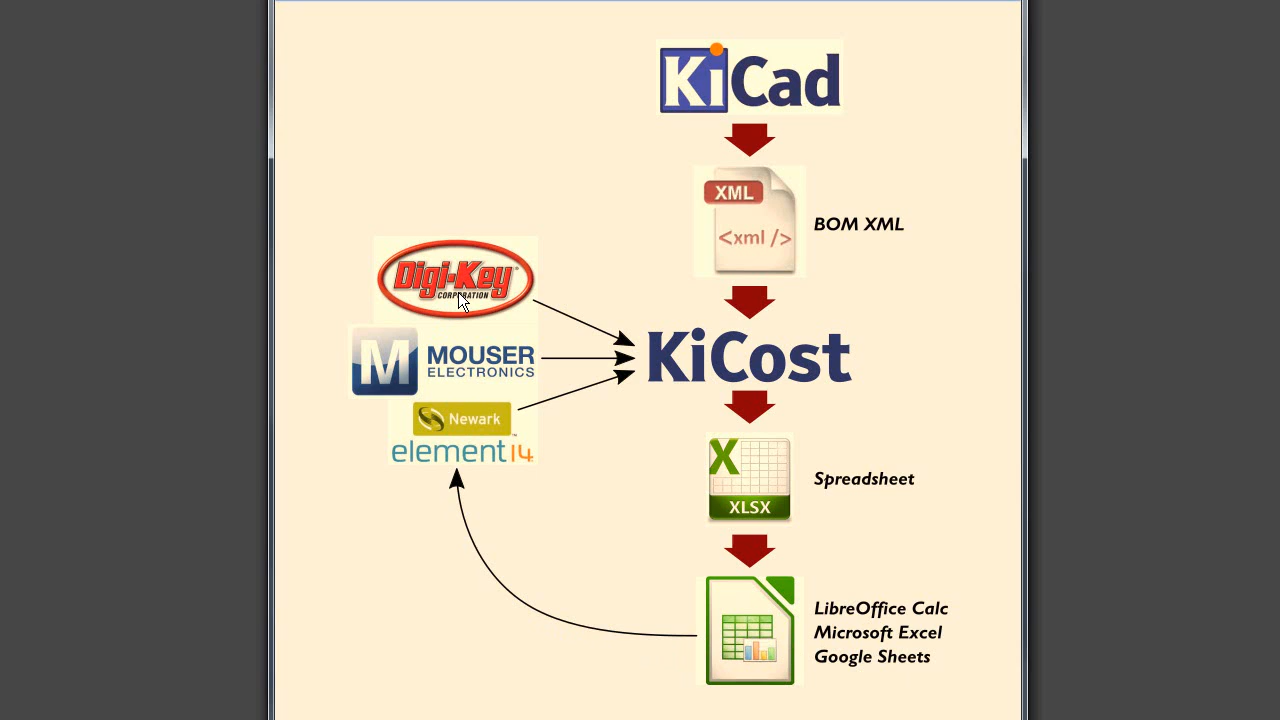 KiCad
XML
<xml />
BOM XML
Digi-Key
CORPORATION
KiCost
M MOUSER
ELECTRONICS
Newark
element14
X
XLSX
Spreadsheet
LibreOffice Calc
Microsoft Excel
Google Sheets